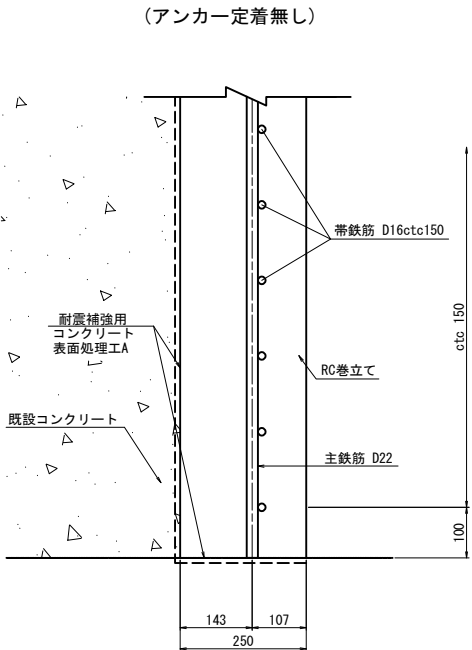 (アンカー定着無し)
帯鉄筋 D16ctc150
耐震補強用
コンクリート
表面処理工A
ctc 150
RC巻立て
既設コンクリート
主鉄筋 D22
100
143
107
250